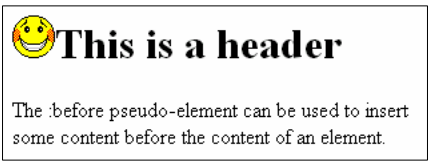 This is a header
The :before pseudo-element can be used to insert
some content before the content of an element.